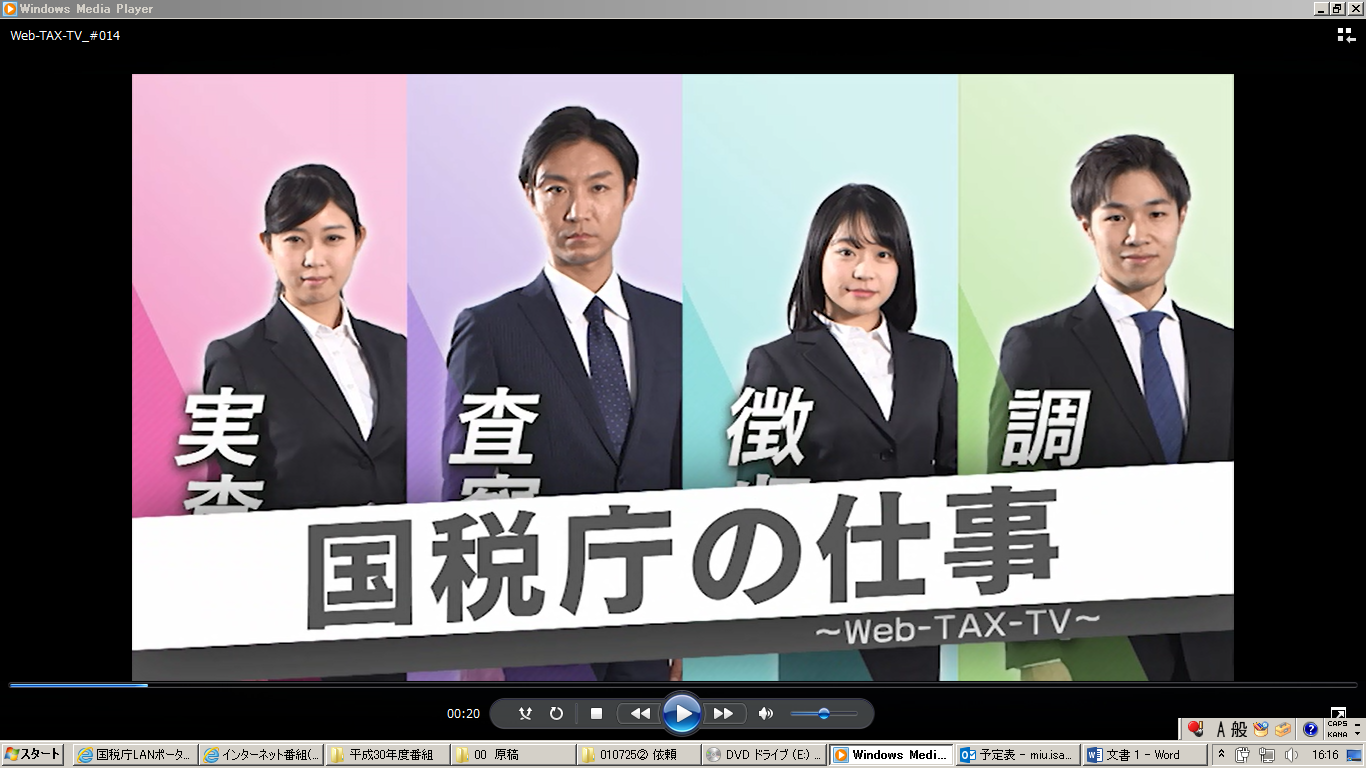 Windows Media Player
Web-TAX-TV_#014
実査
査察
徴収
調
国税庁の仕事
～Web-TAX-TV～
00:20
A 般
CAPS
KANA
スタート
国税庁LANポータ...
インターネット番組(...
平成30年度番組
00 原稿
010725② 依頼
DVD ドライブ (E:) ...
Windows Medi...
予定表 - miu.isa...
文書 1 - Word
16:16